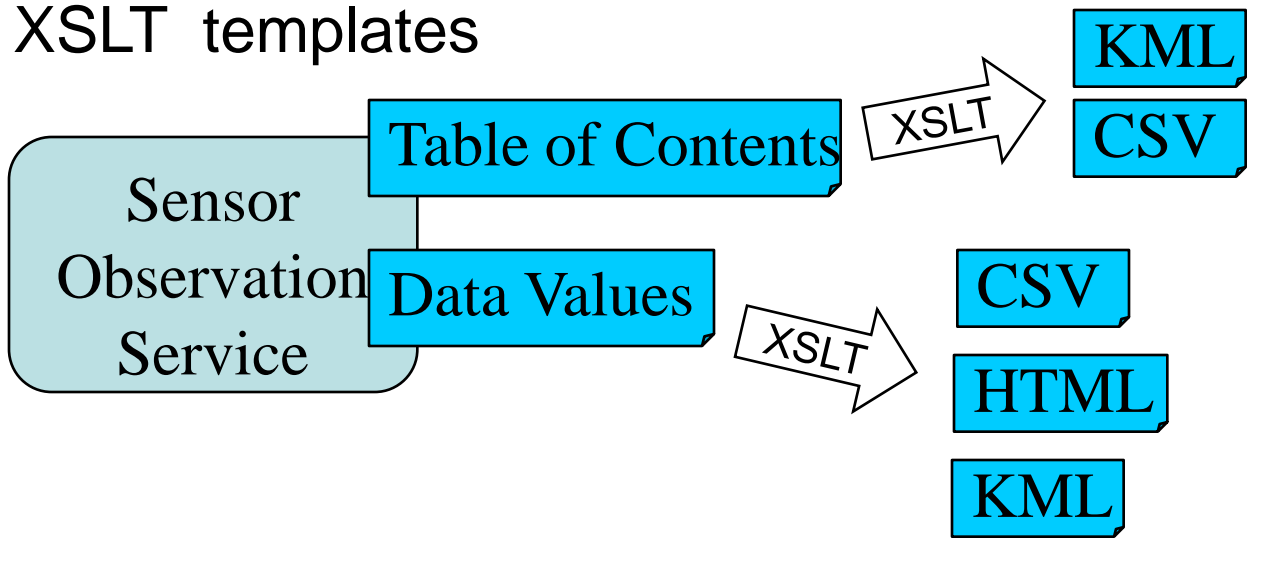 XSLT templates
Sensor
Observation
Service
Table of Contents
XSLT
KML
CSV
Data Values
XSLT
CSV
HTML
KML